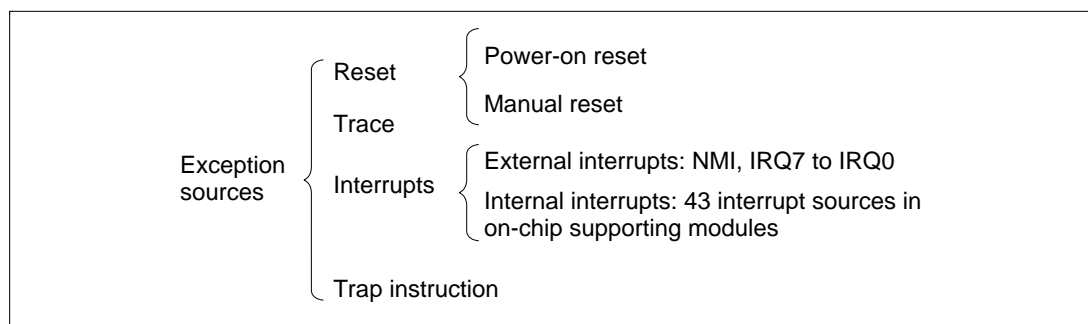 Exception
sources
Reset
Power-on reset
Manual reset
Trace
Interrupts
External interrupts: NMI, IRQ7 to IRQ0
Internal interrupts: 43 interrupt sources in
on-chip supporting modules
Trap instruction